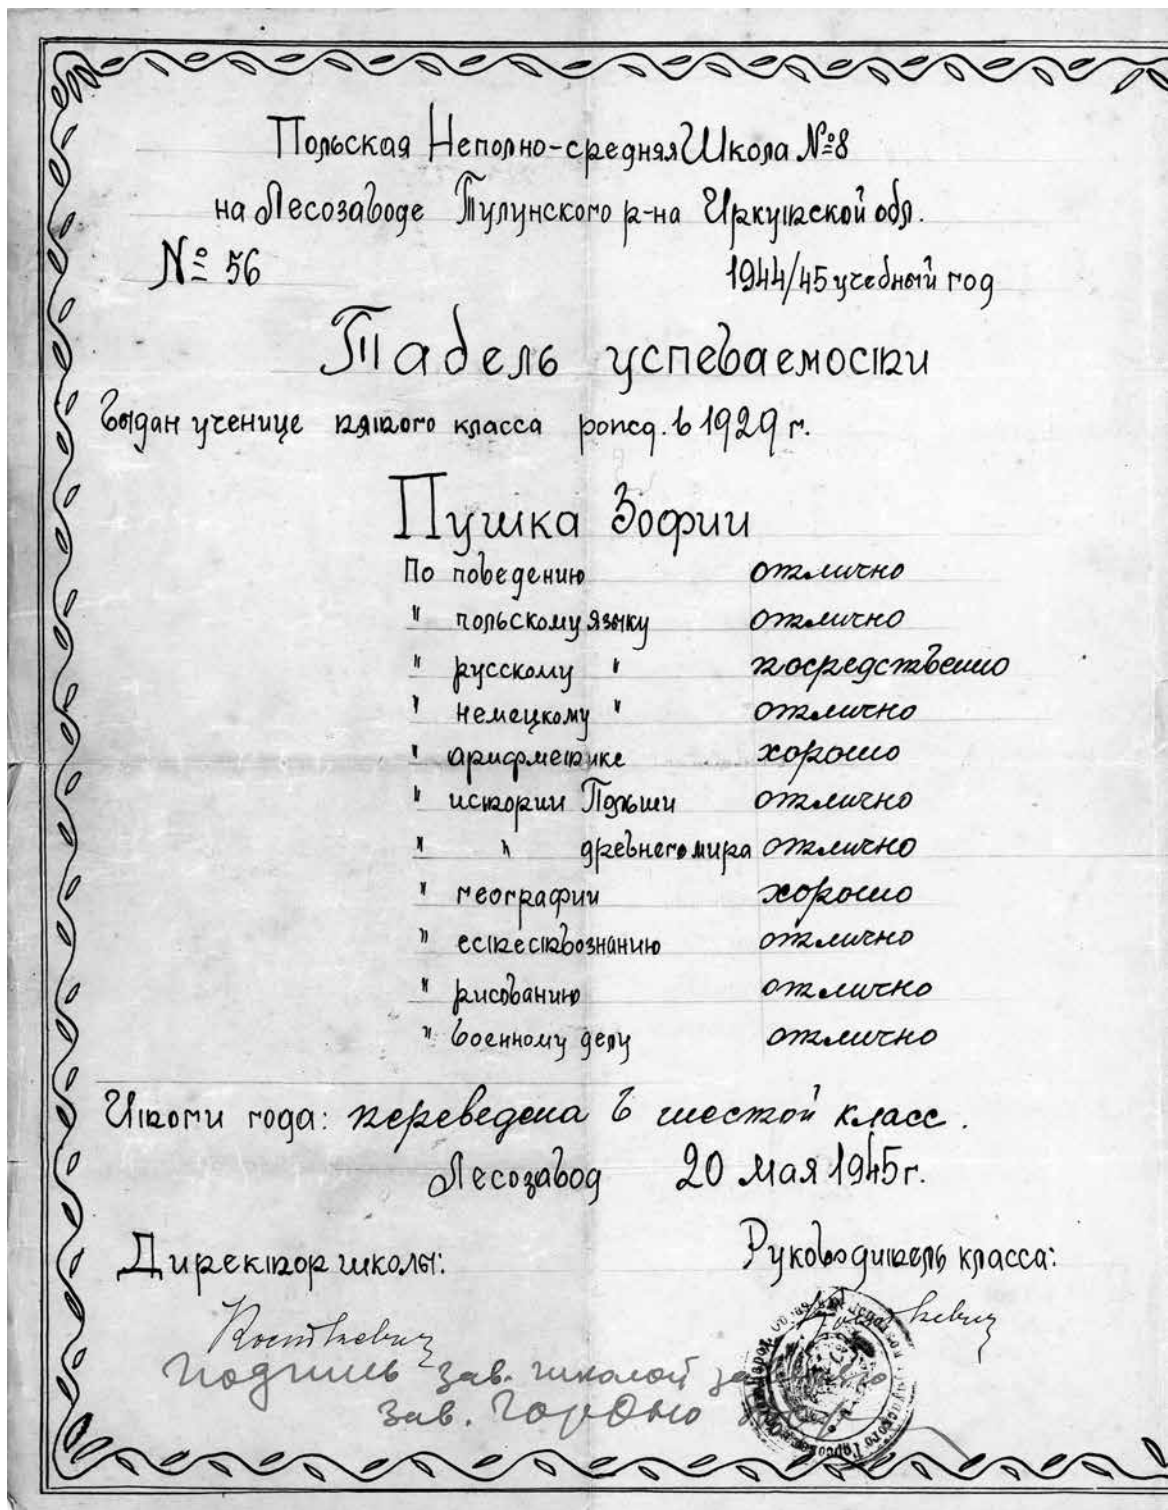 Польская Неполно-средняя Школа №8
на Лесозаводе Тулунского р-на Иркутской обл.
№ 56
1944/45 учебный год
Табель успеваемости
Выдан ученице пятого класса ропсд. в 1929 г.
Пушка Зофии
По поведению отлично
" польскому языку отлично
" русскому " посредственно
" немецкому " отлично
" арифметике хорошо
" истории Польши отлично
" " древнего мира отлично
" географии хорошо
" естествознанию отлично
" рисованию отлично
" военному делу отлично
Итоги года: переведена в шестой класс.
Лесозавод 20 мая 1945 г.
Директор школы:
Руководитель класса:
Подпись зав. школой
зав. ГорОНО